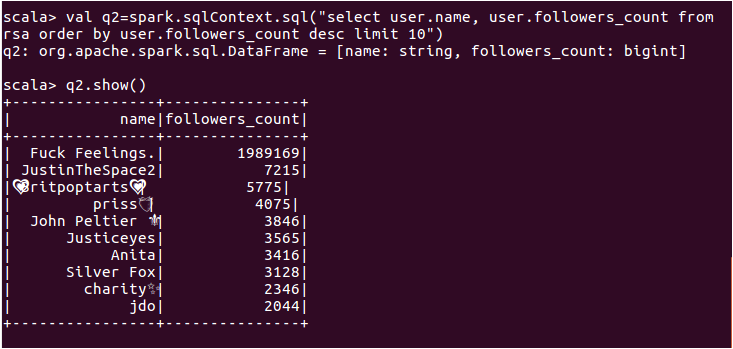 scala> val q2=spark.sqlContext.sql("select user.name, user.followers_count from
rsa order by user.followers_count desc limit 10")
q2: org.apache.spark.sql.DataFrame = [name: string, followers_count: bigint]
scala> q2.show()
+----------------+---------------+
|            name|followers_count|
+----------------+---------------+
|  Fuck Feelings.|        1989169|
| JustinTheSpace2|           7215|
|💖ritpoptarts💖|           5775|
|         priss|           4075|
|  John Peltier ⚜|           3846|
|      Justiceyes|           3565|
|           Anita|           3416|
|      Silver Fox|           3128|
|        charity✨|           2346|
|             jdo|           2044|
+----------------+---------------+